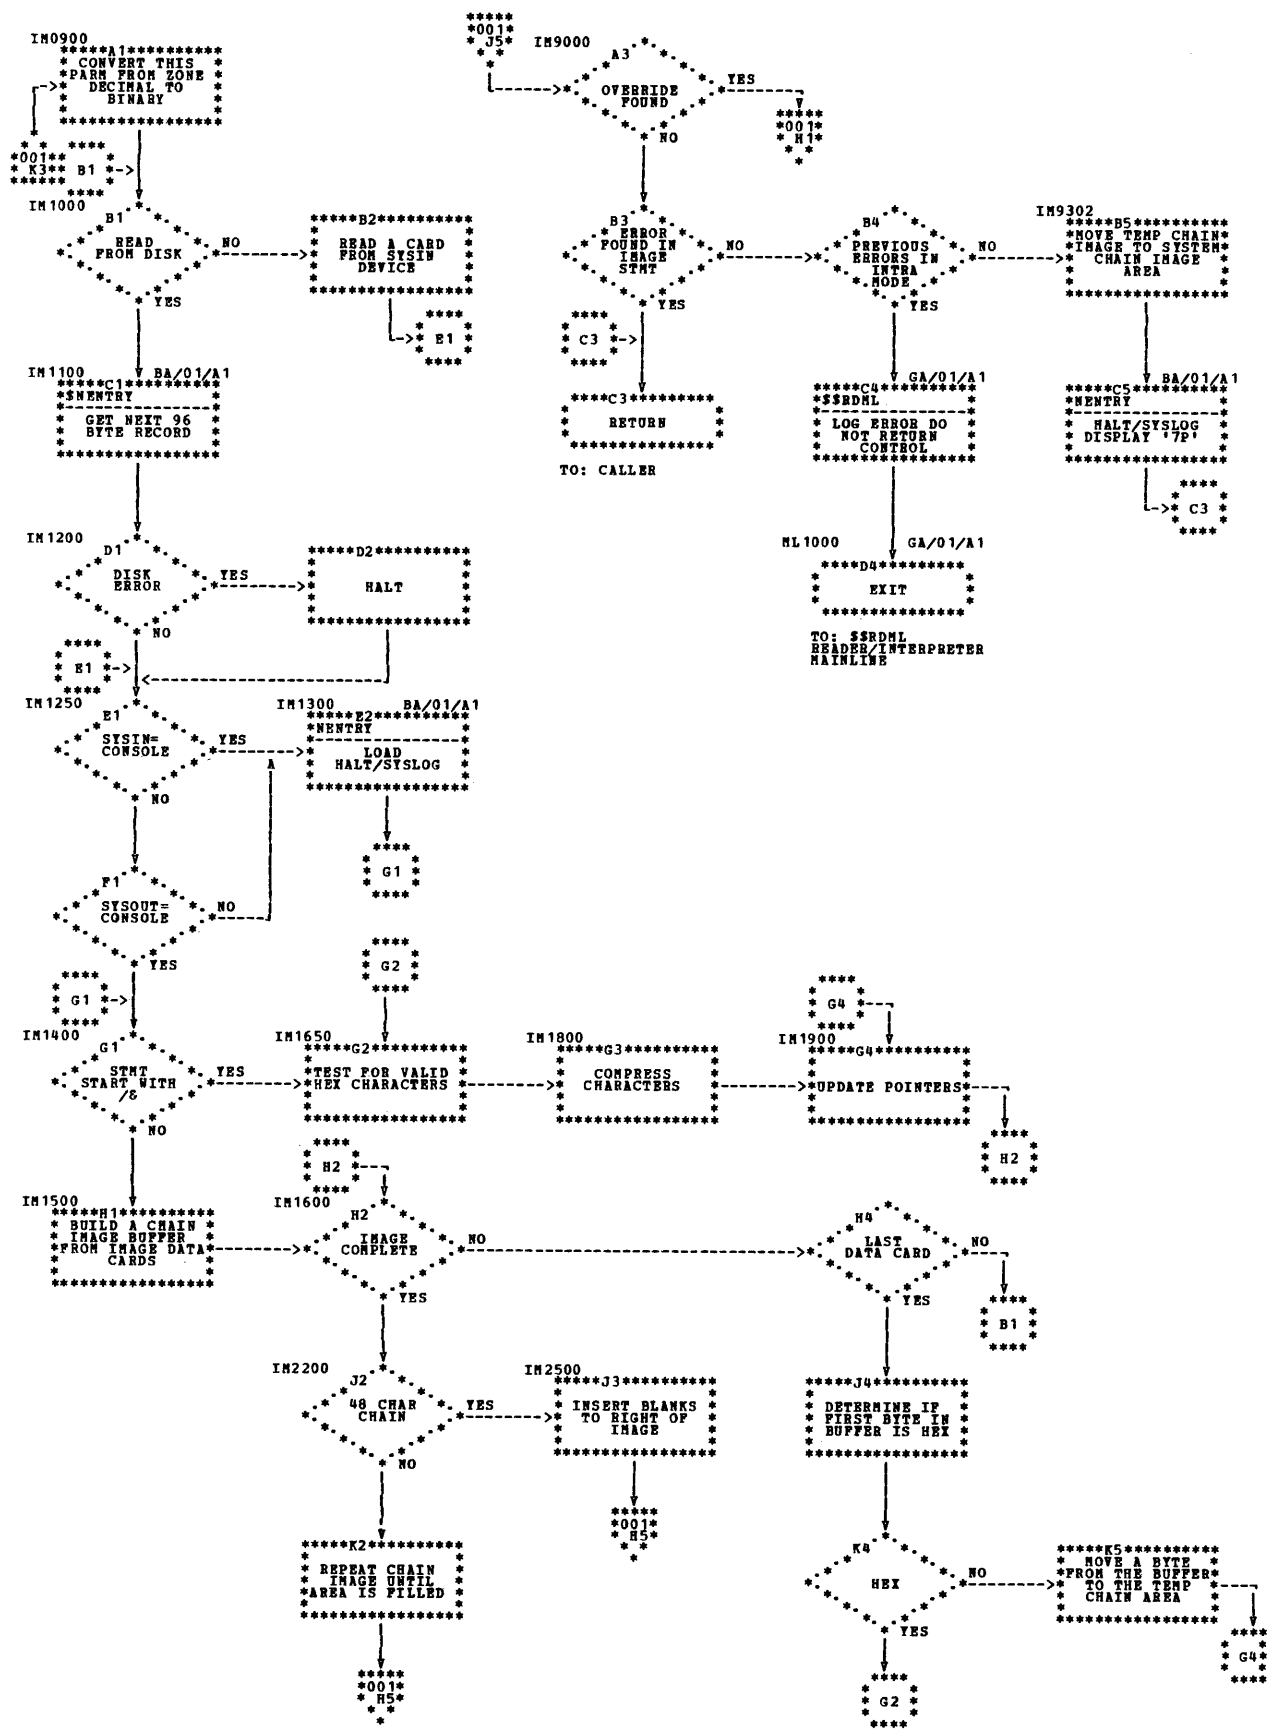 IM0900
A1
CONVERT THIS
PARM FROM ZONE
DECIMAL TO
BINARY
001
K3
B1
IM1000
B1
READ
FROM DISK
NO
YES
B2
READ A CARD
FROM SYSIN
DEVICE
E1
IM1100
BA/01/A1
C1
$NENTRY
GET NEXT 96
BYTE RECORD
IM1200
D1
DISK
ERROR
YES
NO
D2
HALT
E1
IM1250
E1
SYSIN=
CONSOLE
YES
NO
IM1300
BA/01/A1
E2
NENTRY
LOAD
HALT/SYSLOG
G1
F1
SYSOUT=
CONSOLE
NO
YES
001
J5
IM9000
A3
OVERRIDE
FOUND
YES
NO
001
H1
B3
ERROR
FOUND IN
IMAGE
STMT
NO
YES
B4
PREVIOUS
ERRORS IN
INTRA
MODE
NO
YES
IM9302
B5
MOVE TEMP CHAIN
IMAGE TO SYSTEM
CHAIN IMAGE
AREA
C3
C3
RETURN
TO: CALLER
GA/01/A1
C4
$$RDML
LOG ERROR DO
NOT RETURN
CONTROL
BA/01/A1
C5
NENTRY
HALT/SYSLOG
DISPLAY '7P'
C3
ML1000
GA/01/A1
D4
EXIT
TO: $$RDML
READER/INTERPRETER
MAINLINE
G1
IM1400
G1
STMT
START WITH
/&
YES
NO
G2
IM1650
G2
TEST FOR VALID
HEX CHARACTERS
IM1800
G3
COMPRESS
CHARACTERS
G4
IM1900
G4
UPDATE POINTERS
H2
IM1500
H1
BUILD A CHAIN
IMAGE BUFFER
FROM IMAGE DATA
CARDS
H2
IM1600
H2
IMAGE
COMPLETE
NO
YES
H4
LAST
DATA CARD
NO
YES
B1
IM2200
J2
48 CHAR
CHAIN
YES
NO
IM2500
J3
INSERT BLANKS
TO RIGHT OF
IMAGE
001
H5
J4
DETERMINE IF
FIRST BYTE IN
BUFFER IS HEX
K2
REPEAT CHAIN
IMAGE UNTIL
AREA IS FILLED
001
H5
K4
HEX
NO
YES
K5
MOVE A BYTE
FROM THE BUFFER
TO THE TEMP
CHAIN AREA
G4
G2